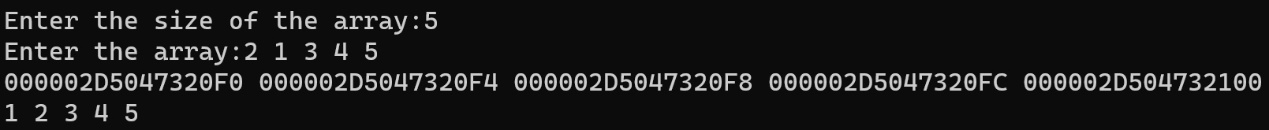 Enter the size of the array:5
Enter the array:2 1 3 4 5
000002D5047320F0 000002D5047320F4 000002D5047320F8 000002D5047320FC 000002D504732100
1 2 3 4 5